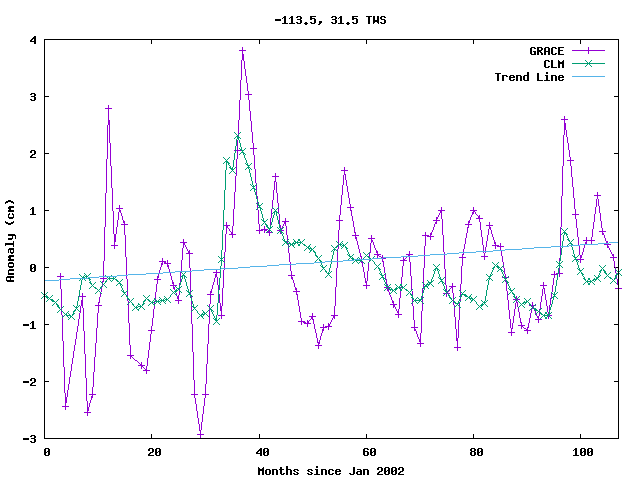 -113.5, 31.5 TWS
GRACE
CLM
Trend Line
4
3
2
1
0
-1
-2
-3
Anomaly (cm)
0 20 40 60 80 100
Months since Jan 2002